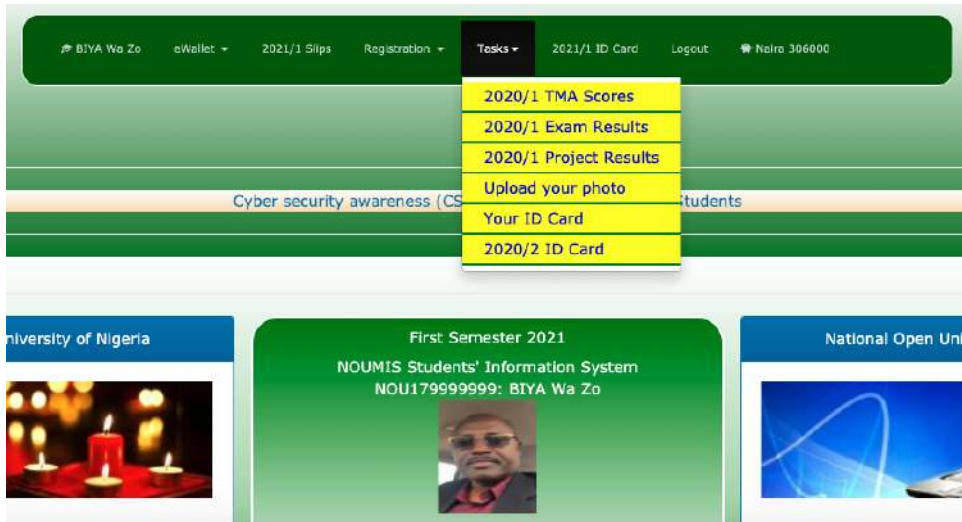 BIYA Wa Zo eWallet 2021/1 Slips Registration Tasks 2021/1 ID Card Logout Naira 306000
2020/1 TMA Scores
2020/1 Exam Results
2020/1 Project Results
Upload your photo
Your ID Card
2020/2 ID Card
Cyber security awareness (CS
Students
niversity of Nigeria
First Semester 2021
NOUMIS Students' Information System
NOU179999999: BIYA Wa Zo
National Open Uni